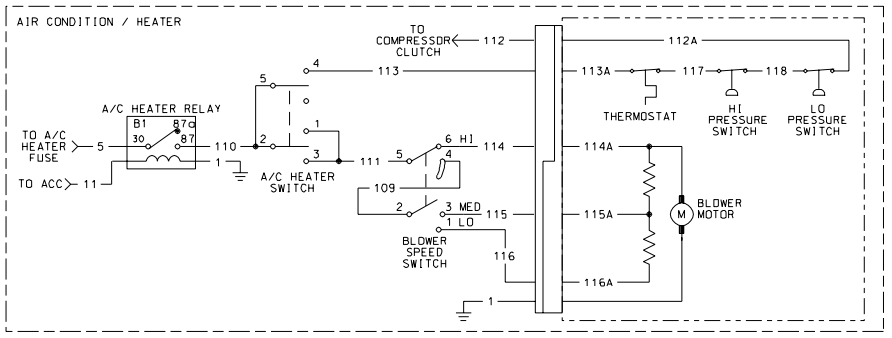 AIR CONDITION / HEATER
TO
COMPRESSOR
CLUTCH
112
112A
4
113
113A
117
118
5
THERMOSTAT
HI
PRESSURE
SWITCH
LO
PRESSURE
SWITCH
A/C HEATER RELAY
B1
87a
30
87
TO A/C
HEATER
FUSE
5
110
2
1
3
1
TO ACC
11
A/C HEATER
SWITCH
111
5
6 HI
4
114
114A
109
2
3 MED
115
115A
1 LO
BLOWER
SPEED
SWITCH
116
116A
M
BLOWER
MOTOR
1